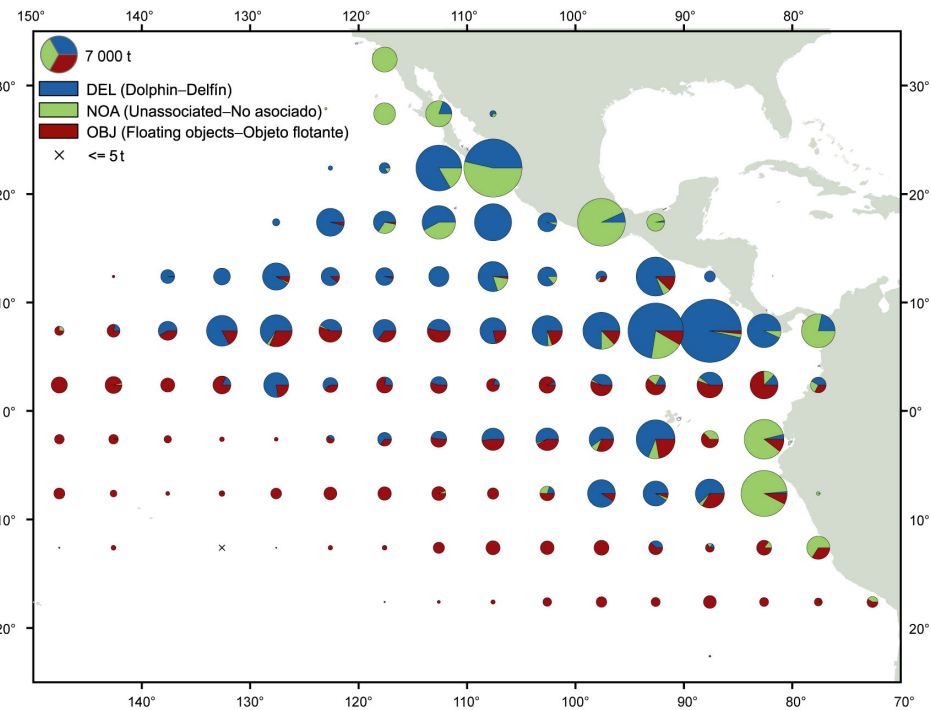 150° 140° 130° 120° 110° 100° 90° 80°
7 000 t
DEL (Dolphin–Delfín)
NOA (Unassociated–No asociado)
OBJ (Floating objects–Objeto flotante)
<= 5 t
30° 30°
20° 20°
10° 10°
0° 0°
10° 10°
20° 20°
150° 140° 130° 120° 110° 100° 90° 80° 70°